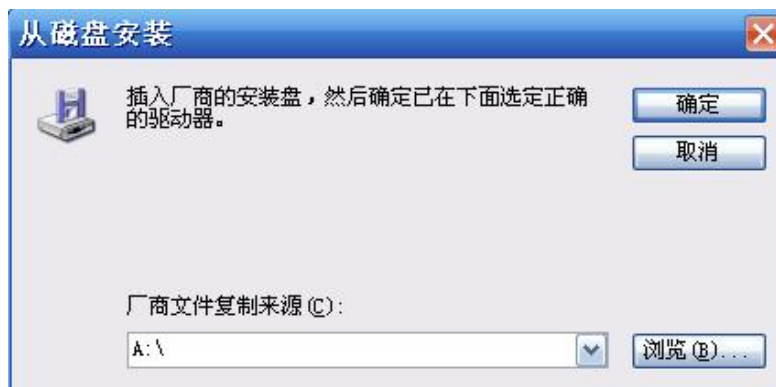 从磁盘安装
插入厂商的安装盘，然后确定已在下面选定正确
的驱动器。
确定
取消
厂商文件复制来源(C):
A:\
浏览(B)...